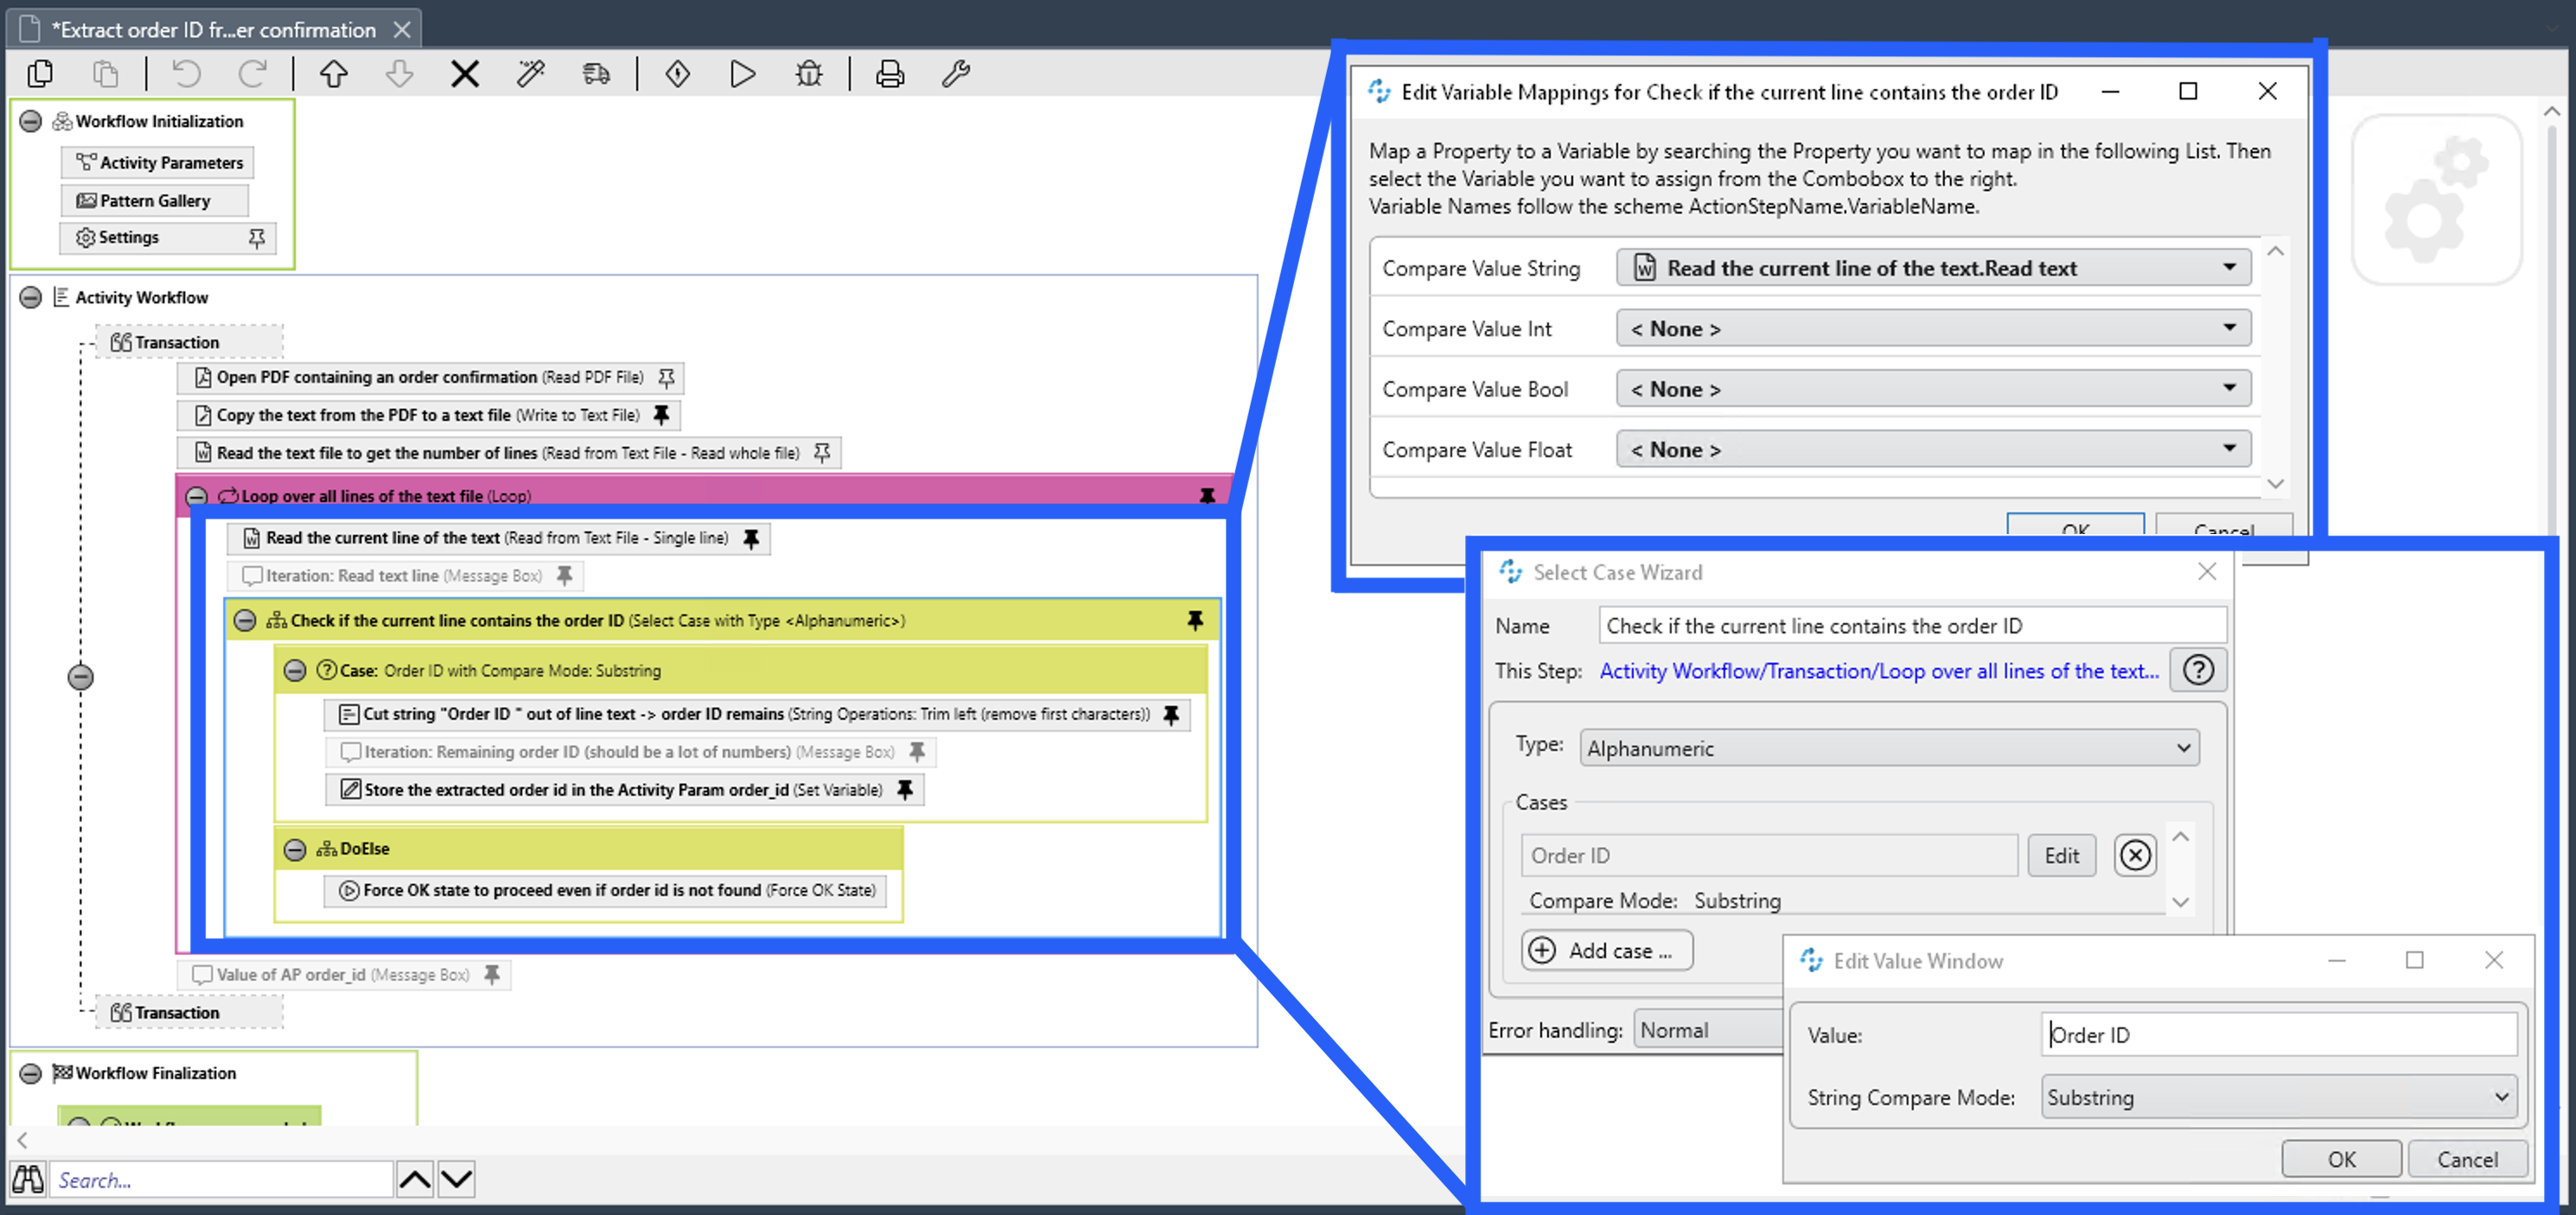 *Extract order ID fr...er confirmation
Workflow Initialization
Activity Parameters
Pattern Gallery
Settings
Activity Workflow
Transaction
Open PDF containing an order confirmation (Read PDF File)
Copy the text from the PDF to a text file (Write to Text File)
Read the text file to get the number of lines (Read from Text File - Read whole file)
Loop over all lines of the text file (Loop)
Read the current line of the text (Read from Text File - Single line)
Iteration: Read text line (Message Box)
Check if the current line contains the order ID (Select Case with Type <Alphanumeric>)
Case: Order ID with Compare Mode: Substring
Cut string "Order ID " out of line text -> order ID remains (String Operations: Trim left (remove first characters))
Iteration: Remaining order ID (should be a lot of numbers) (Message Box)
Store the extracted order id in the Activity Param order_id (Set Variable)
DoElse
Force OK state to proceed even if order id is not found (Force OK State)
Value of AP order_id (Message Box)
Transaction
Workflow Finalization
Search...
Edit Variable Mappings for Check if the current line contains the order ID
Map a Property to a Variable by searching the Property you want to map in the following List. Then
select the Variable you want to assign from the Combobox to the right.
Variable Names follow the scheme ActionStepName.VariableName.
Compare Value String Read the current line of the text.Read text
Compare Value Int < None >
Compare Value Bool < None >
Compare Value Float < None >
OK Cancel
Select Case Wizard
Name Check if the current line contains the order ID
This Step: Activity Workflow/Transaction/Loop over all lines of the text...
Type: Alphanumeric
Cases
Order ID Edit
Compare Mode: Substring
Add case ...
Error handling: Normal
Edit Value Window
Value: Order ID
String Compare Mode: Substring
OK Cancel